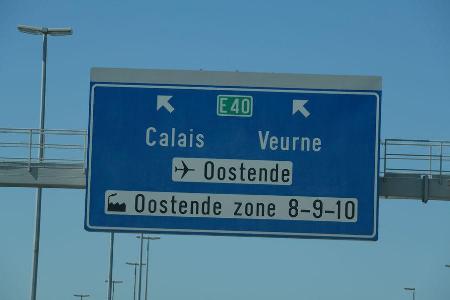 E40
Calais Veurne
Oostende
Oostende zone 8-9-10